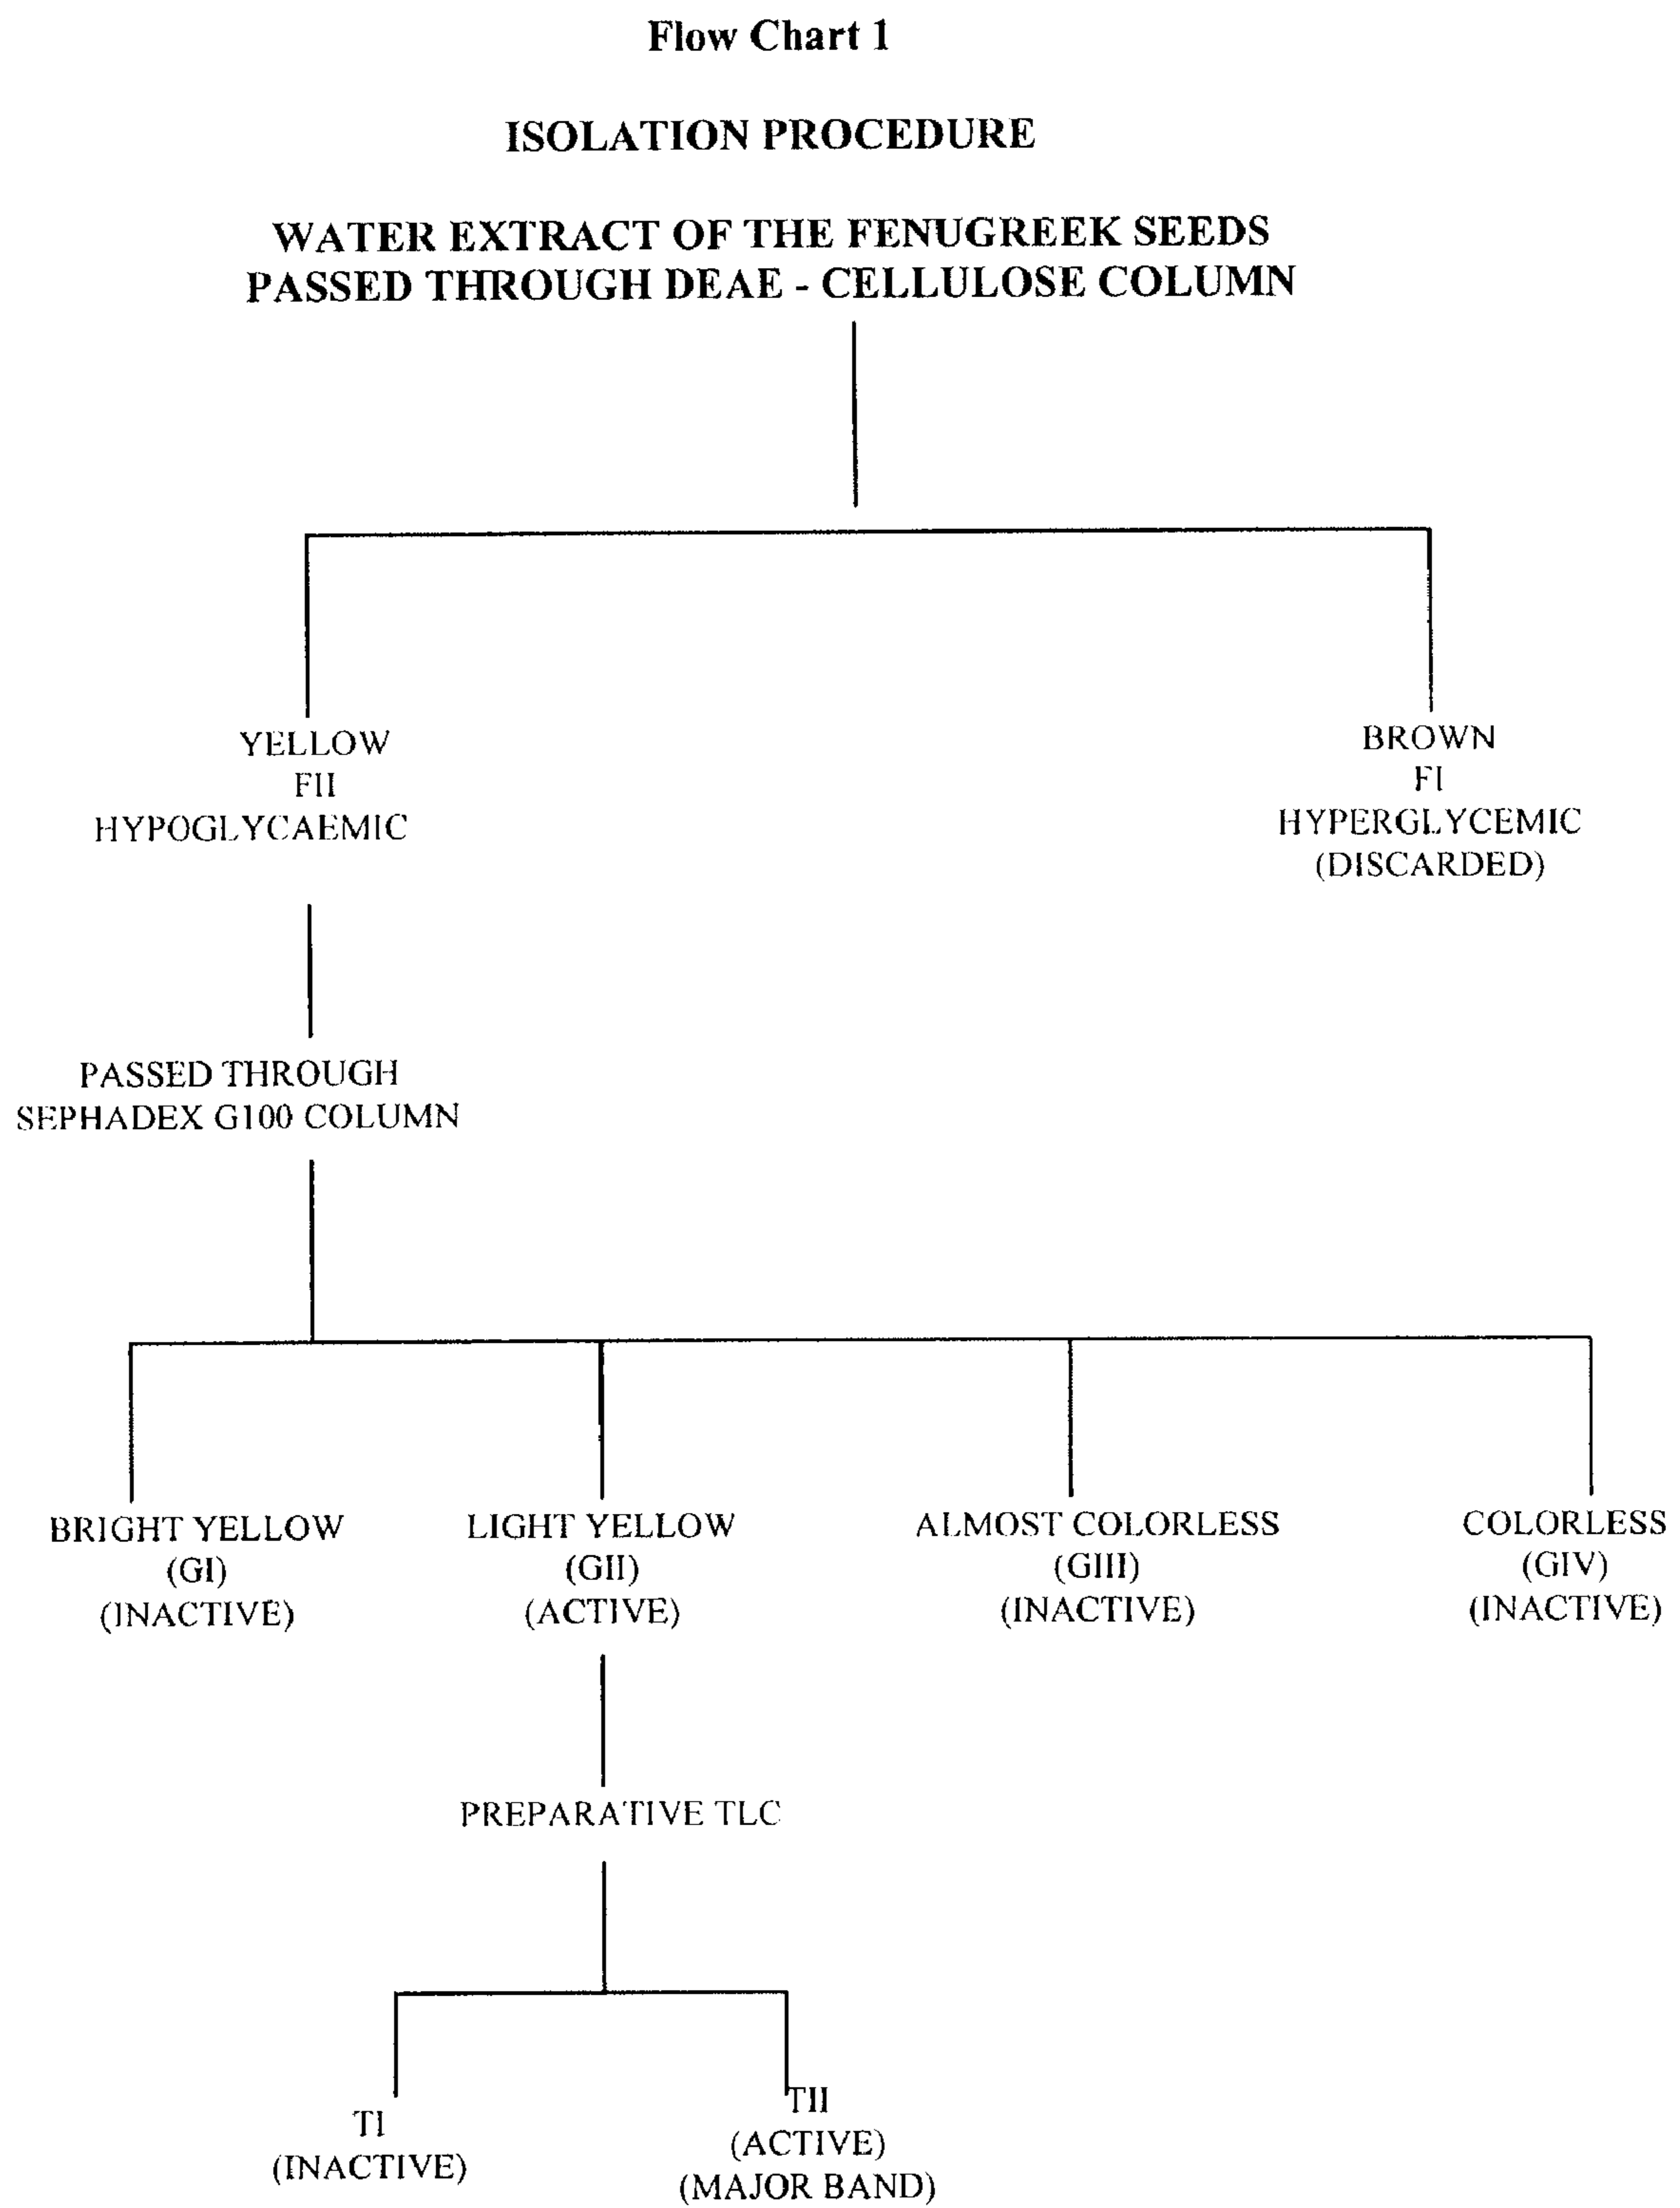 Flow Chart 1
ISOLATION PROCEDURE
WATER EXTRACT OF THE FENUGREEK SEEDS
PASSED THROUGH DEAE - CELLULOSE COLUMN
YELLOW
FII
HYPOGLYCAEMIC
BROWN
FI
HYPERGLYCEMIC
(DISCARDED)
PASSED THROUGH
SEPHADEX G100 COLUMN
BRIGHT YELLOW
(GI)
(INACTIVE)
LIGHT YELLOW
(GII)
(ACTIVE)
ALMOST COLORLESS
(GIII)
(INACTIVE)
COLORLESS
(GIV)
(INACTIVE)
PREPARATIVE TLC
TI
(INACTIVE)
TII
(ACTIVE)
(MAJOR BAND)